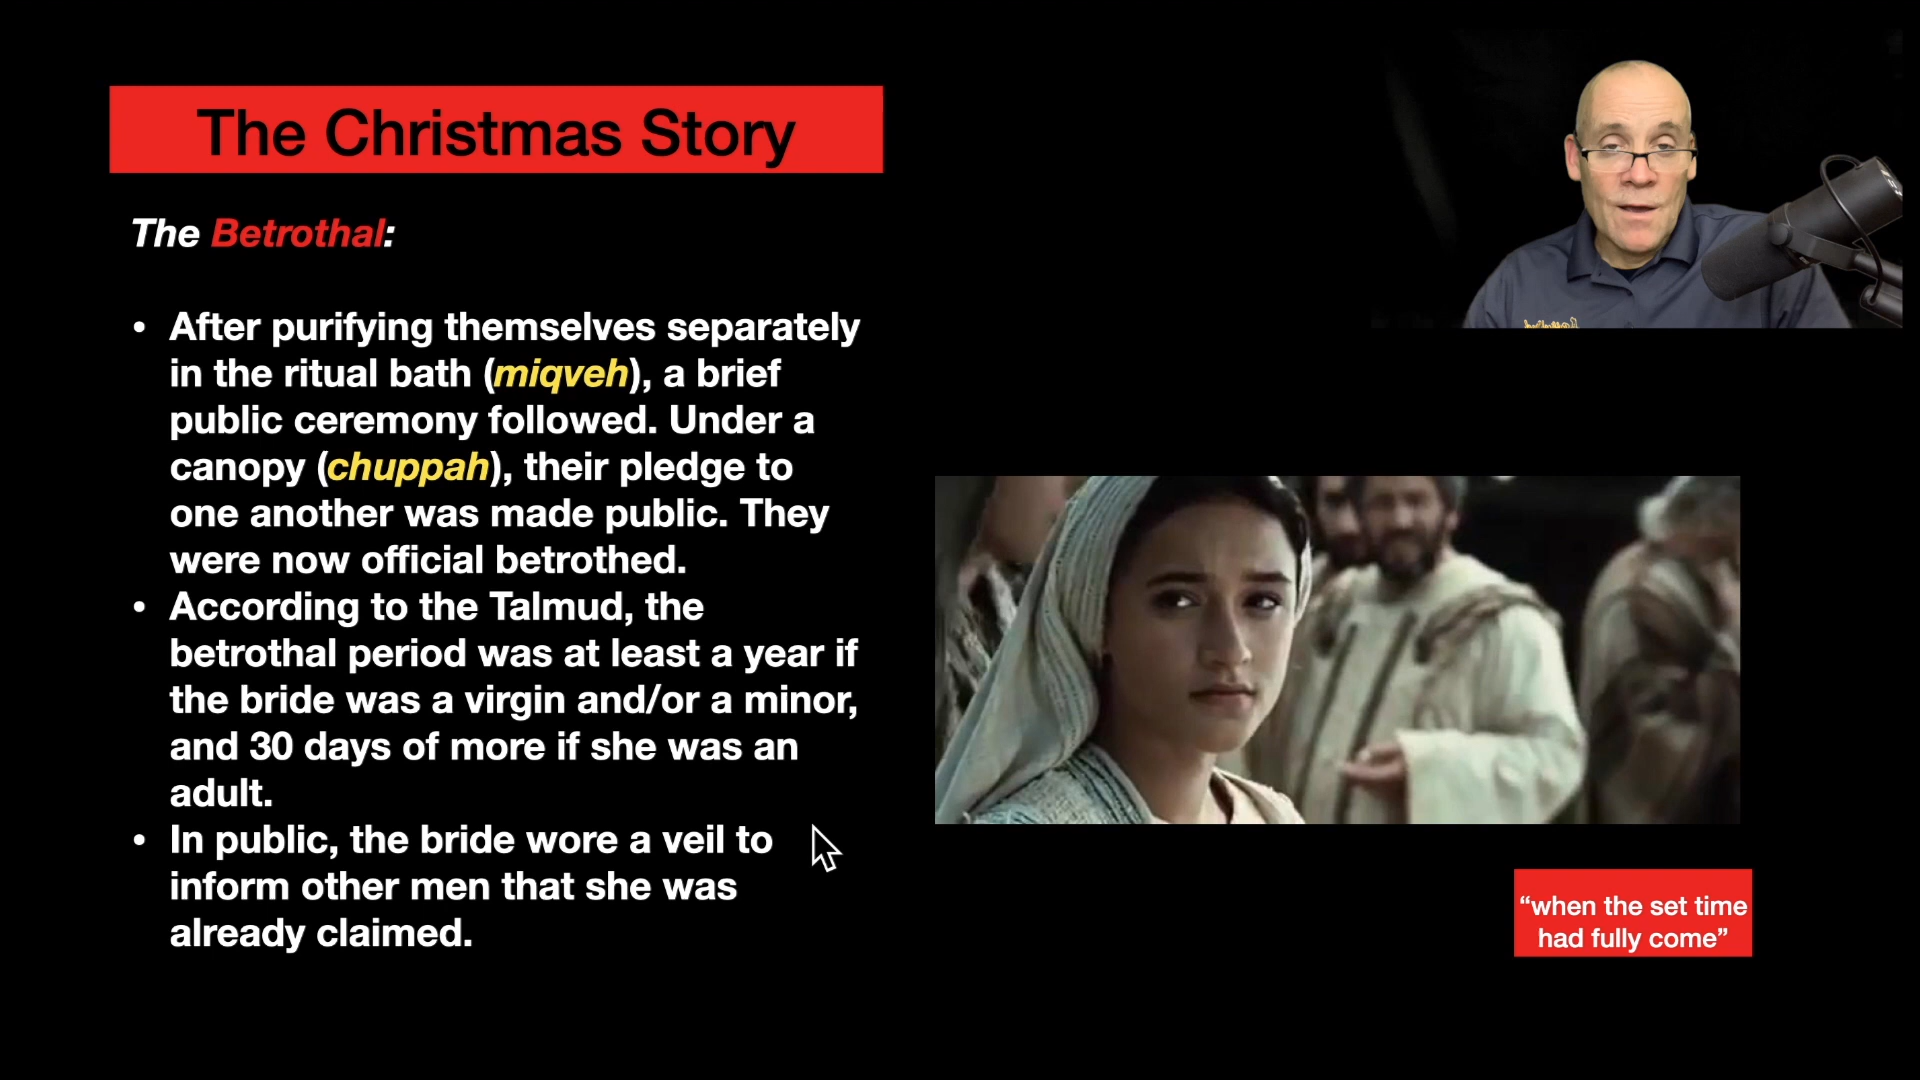 The Christmas Story
The Betrothal:
• After purifying themselves separately
in the ritual bath (miqveh), a brief
public ceremony followed. Under a
canopy (chuppah), their pledge to
one another was made public. They
were now official betrothed.
• According to the Talmud, the
betrothal period was at least a year if
the bride was a virgin and/or a minor,
and 30 days of more if she was an
adult.
• In public, the bride wore a veil to
inform other men that she was
already claimed.
“when the set time
had fully come”